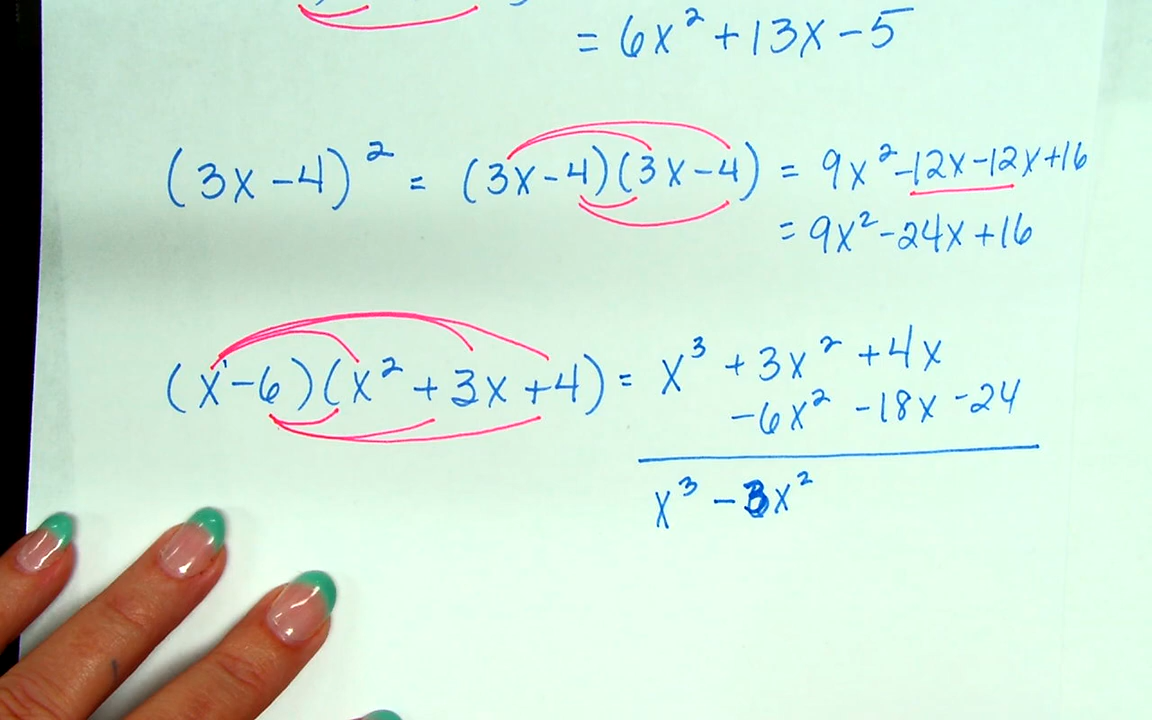 = 6x² + 13x - 5
(3x - 4)² = (3x - 4)(3x - 4) = 9x² - 12x - 12x + 16
= 9x² - 24x + 16
(x - 6)(x² + 3x + 4) = x³ + 3x² + 4x
- 6x² - 18x - 24
x³ - 3x²